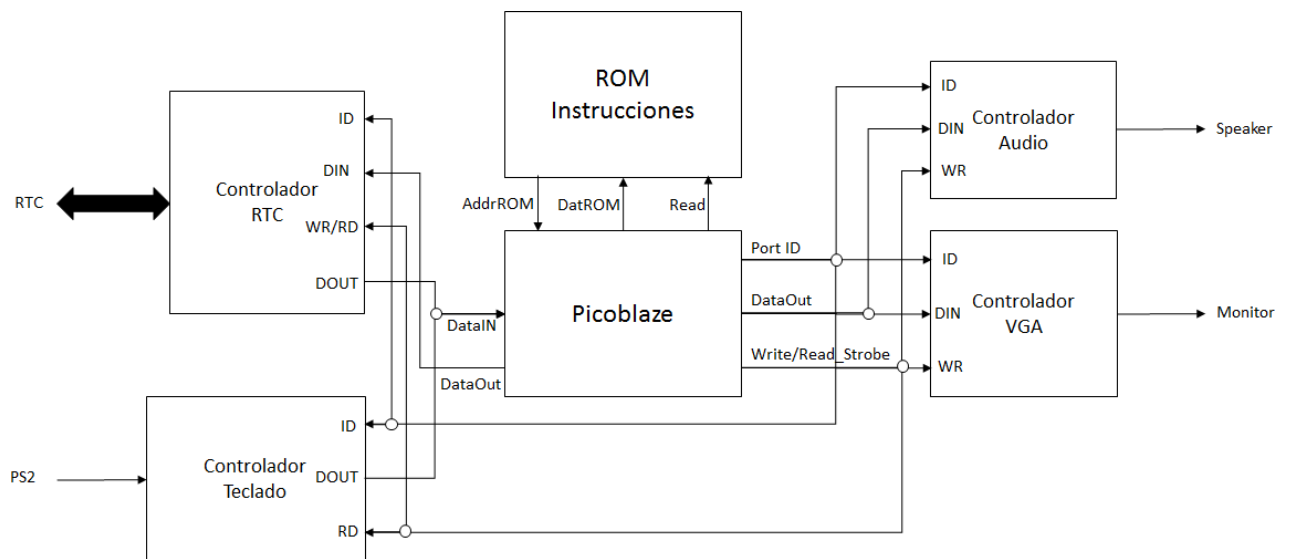 ROM
Instrucciones
ID
DIN
Controlador
RTC
WR/RD
DOUT
RTC
AddrROM
DatROM
Read
ID
DIN
Controlador
Audio
WR
Speaker
Picoblaze
DataIN
DataOut
Port ID
DataOut
Write/Read_Strobe
ID
DIN
Controlador
VGA
WR
Monitor
PS2
ID
Controlador
Teclado
DOUT
RD